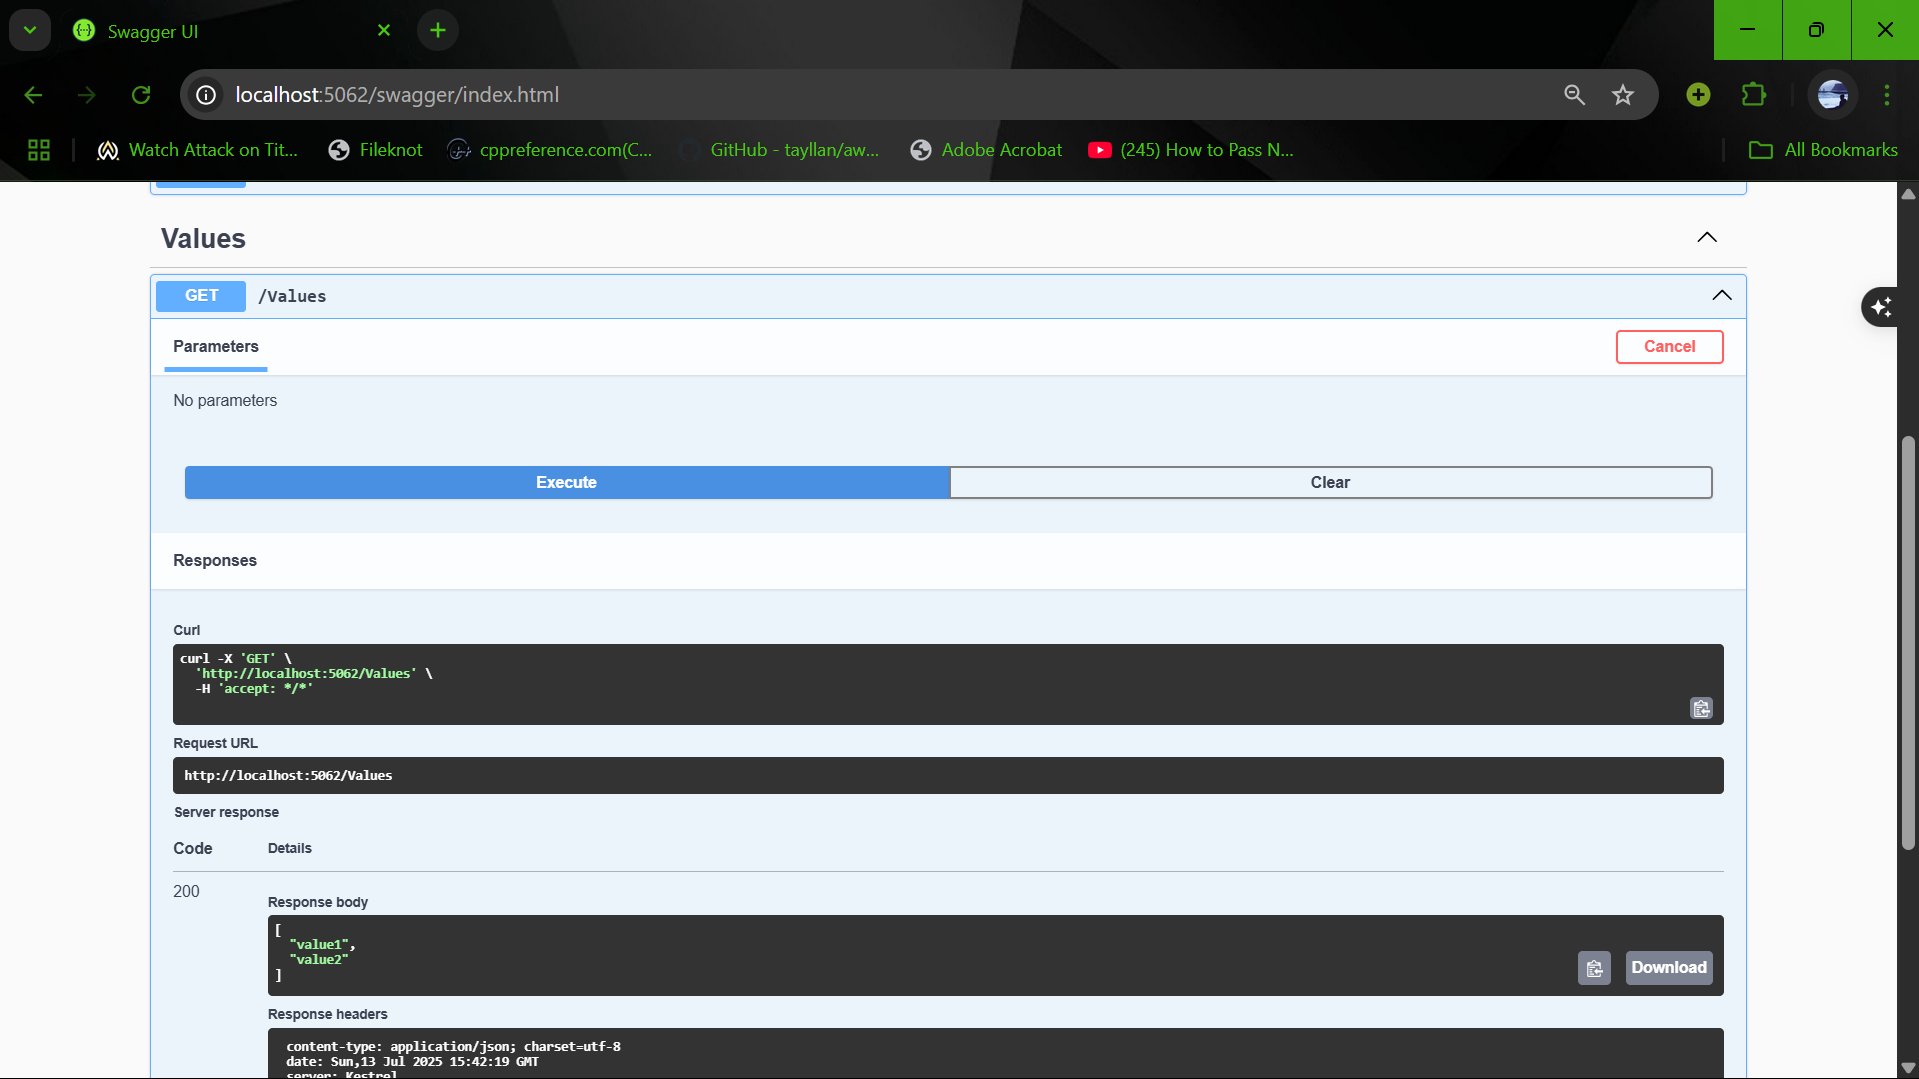 Swagger UI
localhost:5062/swagger/index.html
Watch Attack on Tit...
Fileknot
cppreference.com(C...
GitHub - tayllan/aw...
Adobe Acrobat
(245) How to Pass N...
All Bookmarks
Values
GET /Values
Parameters
Cancel
No parameters
Execute
Clear
Responses
Curl
curl -X 'GET' \
'http://localhost:5062/Values' \
-H 'accept: */*'
Request URL
http://localhost:5062/Values
Server response
Code Details
200
Response body
[
"value1",
"value2"
]
Download
Response headers
content-type: application/json; charset=utf-8
date: Sun,13 Jul 2025 15:42:19 GMT
server: Kestrel